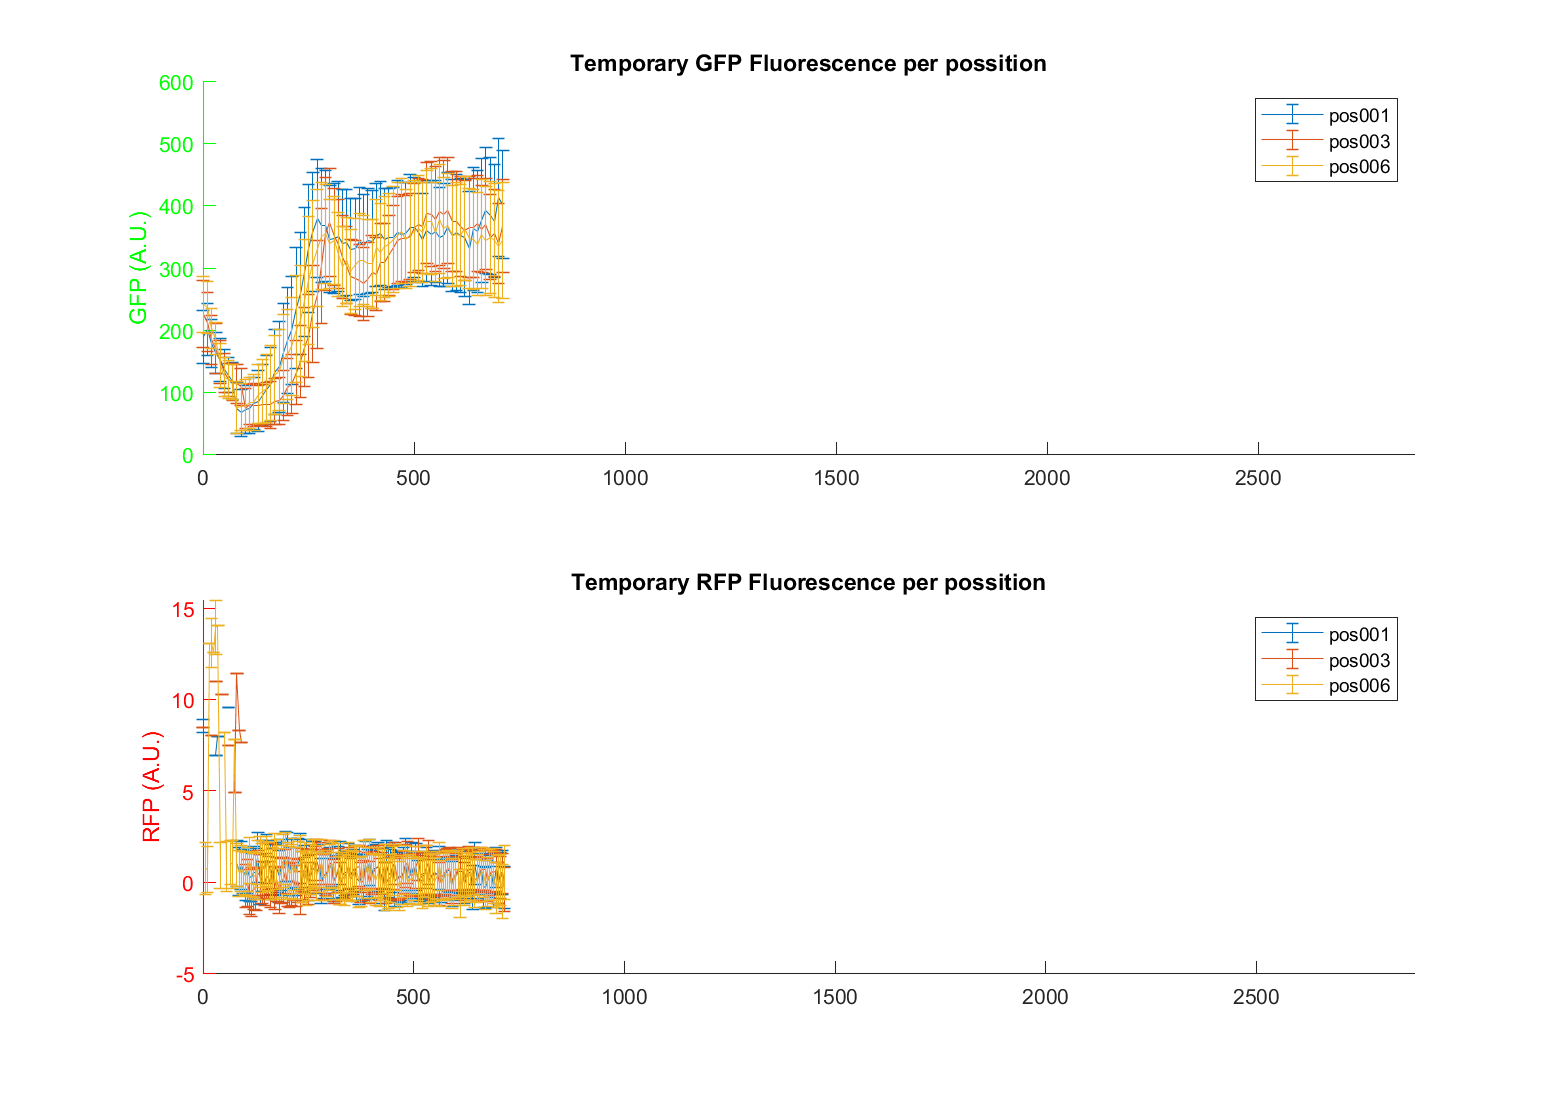 Temporary GFP Fluorescence per possition
600
500
400
300
200
100
0
GFP (A.U.)
0 500 1000 1500 2000 2500
pos001
pos003
pos006
Temporary RFP Fluorescence per possition
15
10
5
0
-5
RFP (A.U.)
0 500 1000 1500 2000 2500
pos001
pos003
pos006